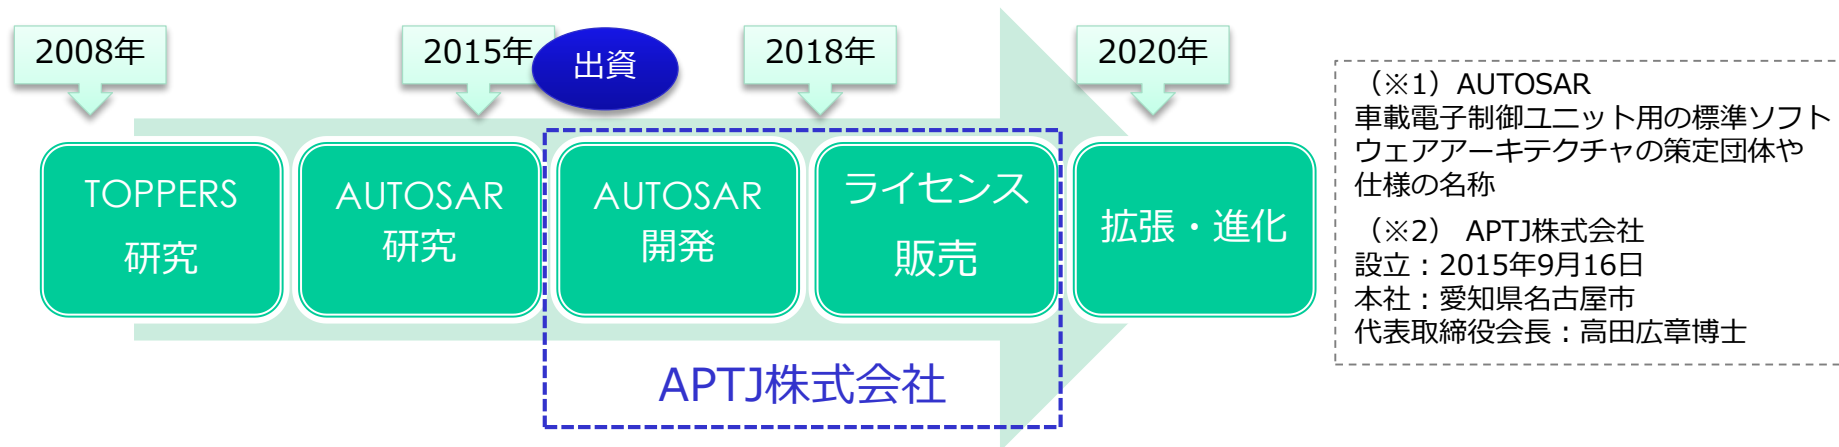 2008年
2015年
出資
2018年
2020年
TOPPERS
研究
AUTOSAR
研究
AUTOSAR
開発
ライセンス
販売
拡張・進化
APTJ株式会社
（※1）AUTOSAR
車載電子制御ユニット用の標準ソフト
ウェアアーキテクチャの策定団体や
仕様の名称
（※2） APTJ株式会社
設立：2015年9月16日
本社：愛知県名古屋市
代表取締役会長：高田広章博士